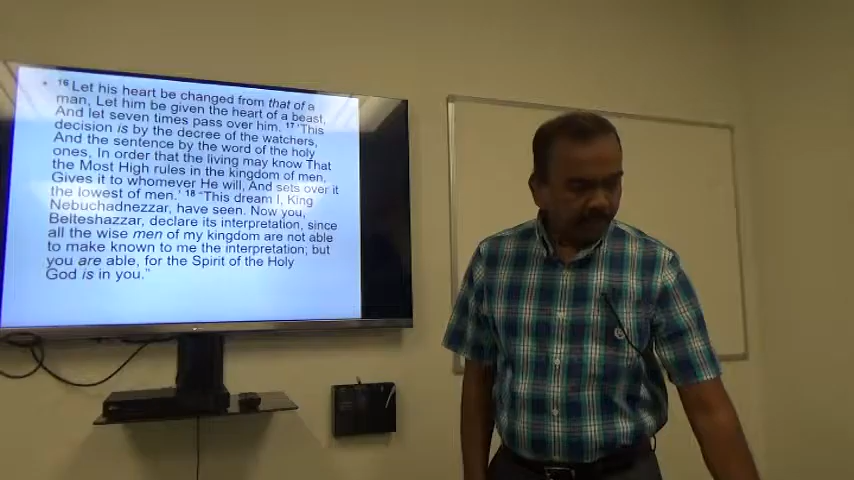 • 16 Let his heart be changed from that of a
man, Let him be given the heart of a beast,
And let seven times pass over him. 17 ‘This
decision is by the decree of the watchers,
And the sentence by the word of the holy
ones, In order that the living may know That
the Most High rules in the kingdom of men,
Gives it to whomever He will, And sets over it
the lowest of men.’ 18 “This dream I, King
Nebuchadnezzar, have seen. Now you,
Belteshazzar, declare its interpretation, since
all the wise men of my kingdom are not able
to make known to me the interpretation; but
you are able, for the Spirit of the Holy
God is in you.”